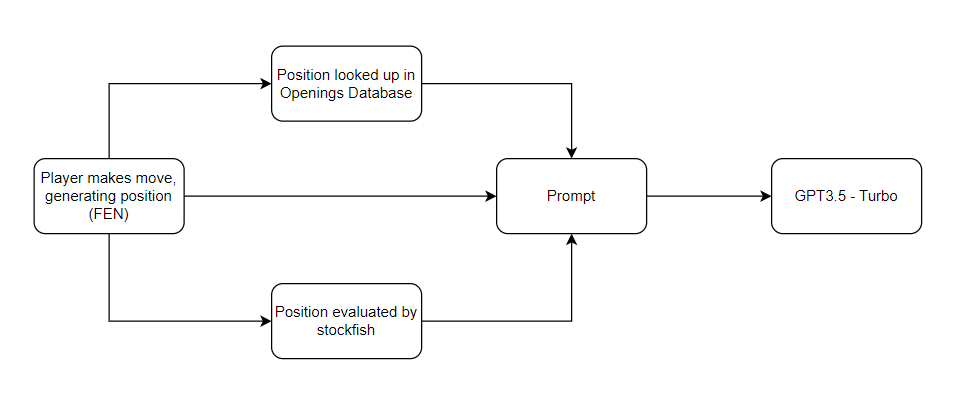 Position looked up in
Openings Database
Player makes move,
generating position
(FEN)
Prompt
GPT3.5 - Turbo
Position evaluated by
stockfish